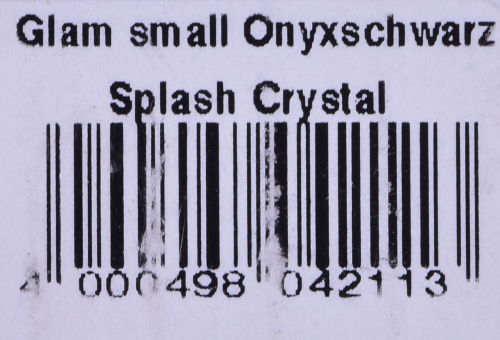 Glam small Onyxschwarz
Splash Crystal
4 000498 042113